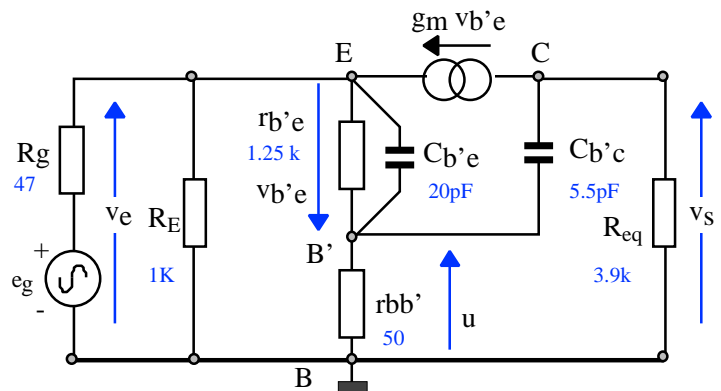 gm vb'e
E
C
rb'e
1.25 k
vb'e
Cb'e
20pF
Cb'c
5.5pF
Rg
47
ve
RE
1K
vs
Req
3.9k
+
eg
-
B'
rbb'
50
u
B